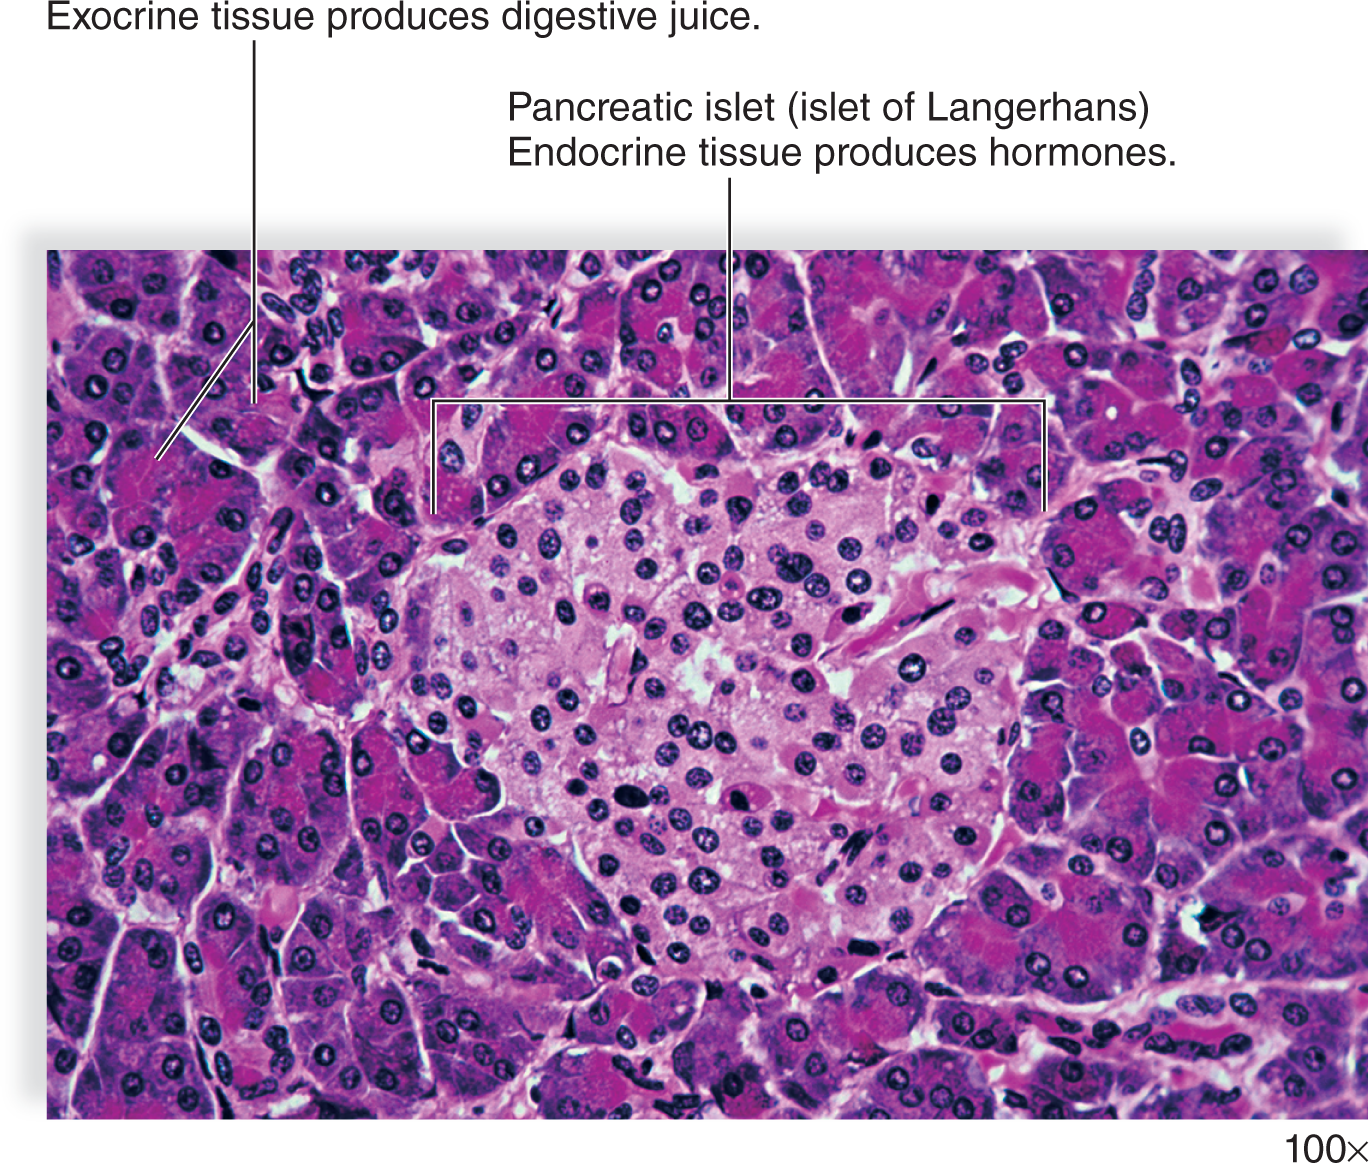 Exocrine tissue produces digestive juice.
Pancreatic islet (islet of Langerhans)
Endocrine tissue produces hormones.
100×